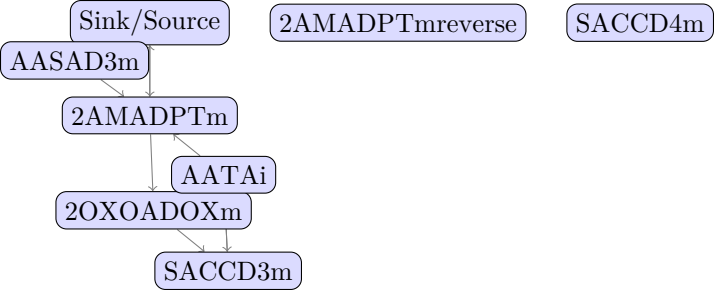 Sink/Source
2AMADPTmreverse
SACCD4m
AASAD3m
2AMADPTm
AATAi
2OXOADOXm
SACCD3m